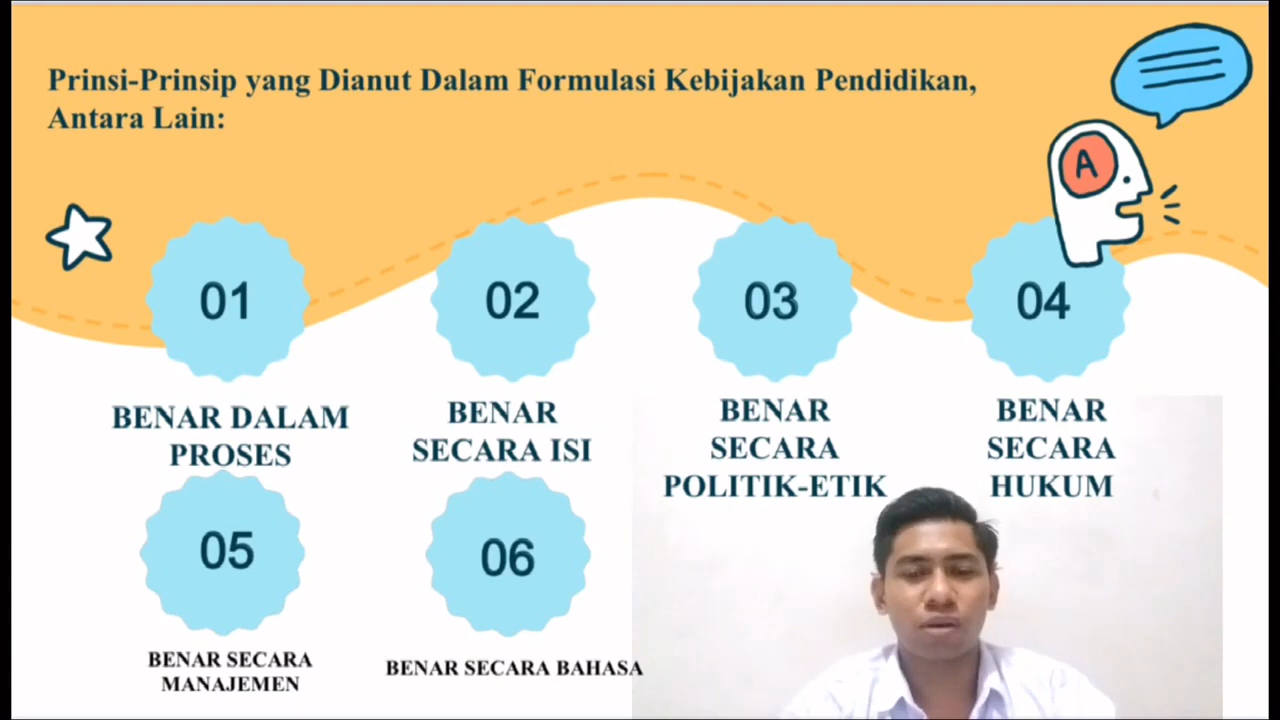 Prinsi-Prinsip yang Dianut Dalam Formulasi Kebijakan Pendidikan,
Antara Lain:
A
01
02
03
04
BENAR DALAM
PROSES
BENAR
SECARA ISI
BENAR
SECARA
POLITIK-ETIK
BENAR
SECARA
HUKUM
05
06
BENAR SECARA
MANAJEMEN
BENAR SECARA BAHASA